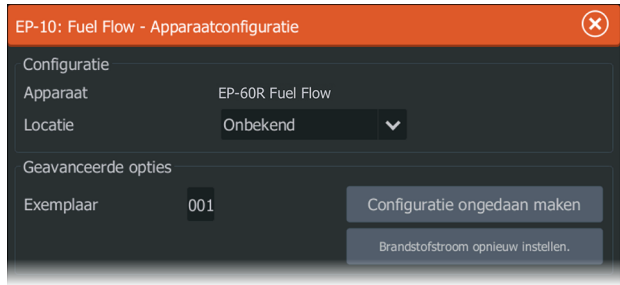 EP-10: Fuel Flow - Apparaatconfiguratie
Configuratie
Apparaat EP-60R Fuel Flow
Locatie Onbekend
Geavanceerde opties
Exemplaar 001 Configuratie ongedaan maken
Brandstofstroom opnieuw instellen.